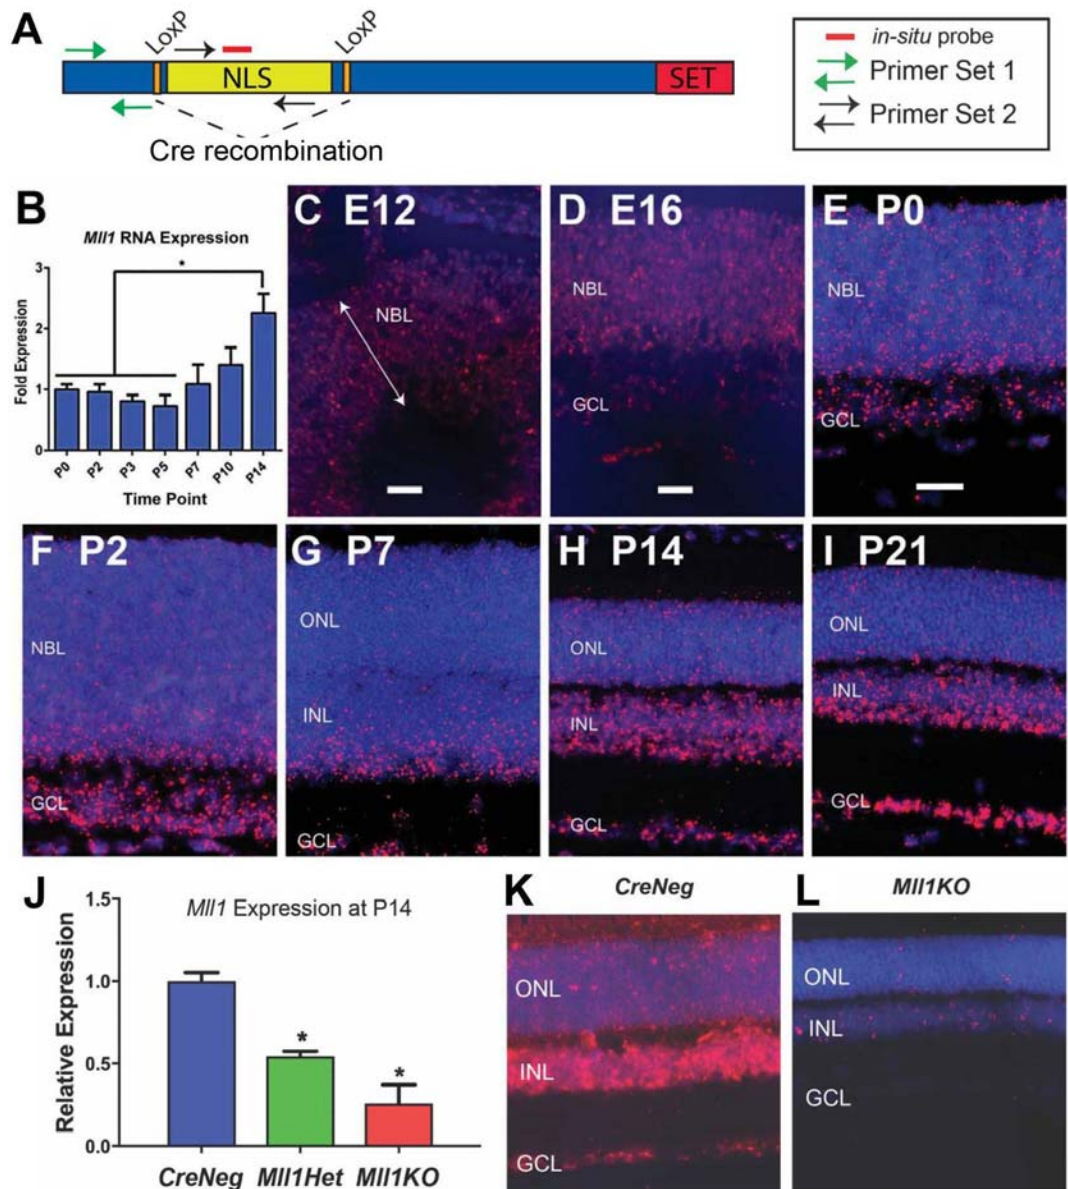 A
LoxP
LoxP
NLS
SET
Cre recombination
in-situ probe
Primer Set 1
Primer Set 2
B
Mll1 RNA Expression
*
Fold Expression
3
2
1
0
P0
P2
P3
P5
P7
P10
P14
Time Point
C E12
NBL
D E16
NBL
GCL
E P0
NBL
GCL
F P2
NBL
GCL
G P7
ONL
INL
GCL
H P14
ONL
INL
GCL
I P21
ONL
INL
GCL
J
Mll1 Expression at P14
Relative Expression
1.5
1.0
0.5
0.0
*
*
CreNeg
Mll1Het
Mll1KO
K
CreNeg
ONL
INL
GCL
L
Mll1KO
ONL
INL
GCL